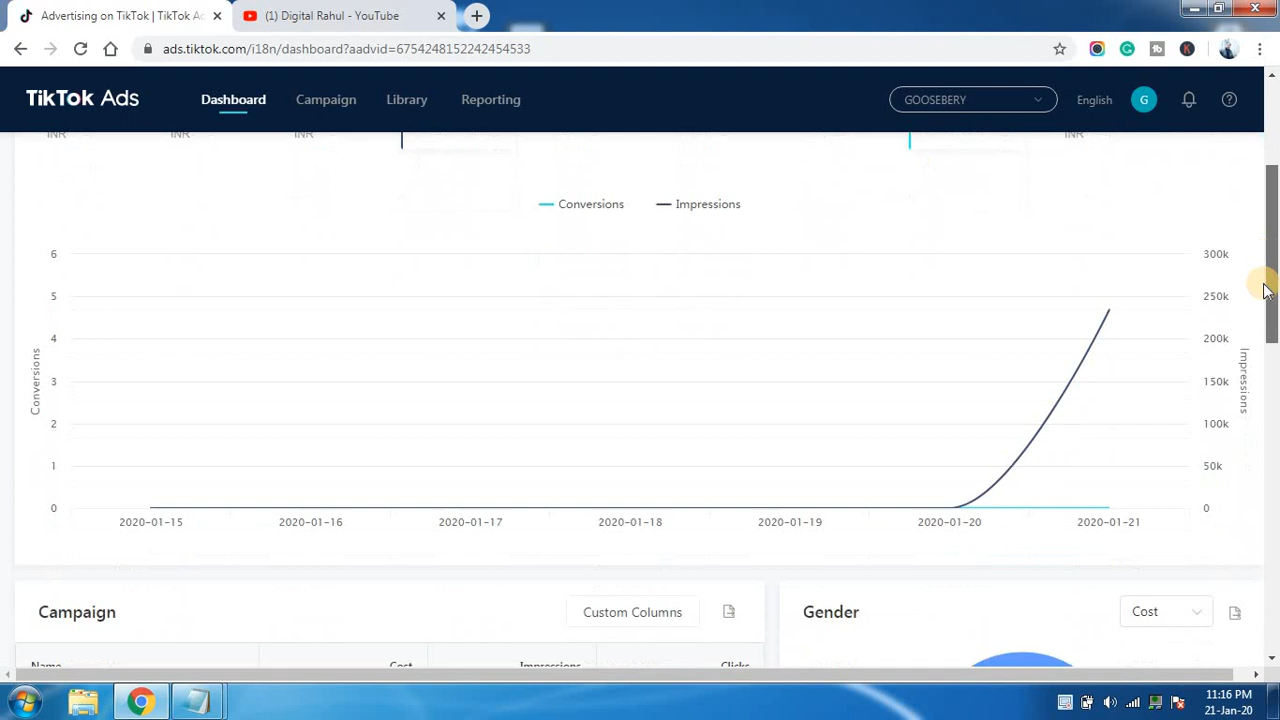 Advertising on TikTok | TikTok Ac
(1) Digital Rahul - YouTube
ads.tiktok.com/i18n/dashboard?aadvid=6754248152242454533
TikTok Ads
Dashboard
Campaign
Library
Reporting
GOOSEBERY
English
G
INR
INR
INR
INR
Conversions
Impressions
6
300k
5
250k
4
200k
3
150k
2
100k
1
50k
0
0
Conversions
Impressions
2020-01-15
2020-01-16
2020-01-17
2020-01-18
2020-01-19
2020-01-20
2020-01-21
Campaign
Custom Columns
Gender
Cost
Name
Cost
Impressions
Clicks
11:16 PM
21-Jan-20